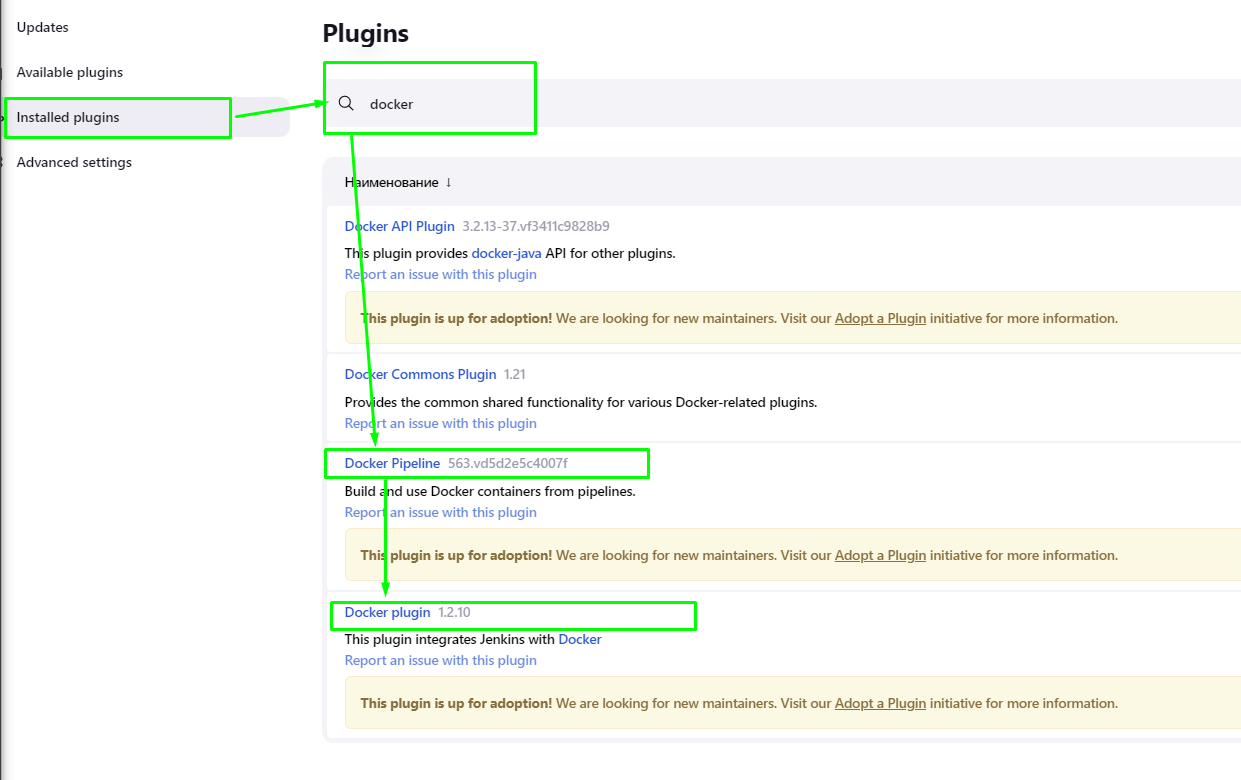 Updates
Available plugins
Installed plugins
Advanced settings
Plugins
docker
Наименование ↓
Docker API Plugin 3.2.13-37.vf3411c9828b9
This plugin provides docker-java API for other plugins.
Report an issue with this plugin
This plugin is up for adoption! We are looking for new maintainers. Visit our Adopt a Plugin initiative for more information.
Docker Commons Plugin 1.21
Provides the common shared functionality for various Docker-related plugins.
Report an issue with this plugin
Docker Pipeline 563.vd5d2e5c4007f
Build and use Docker containers from pipelines.
Report an issue with this plugin
This plugin is up for adoption! We are looking for new maintainers. Visit our Adopt a Plugin initiative for more information.
Docker plugin 1.2.10
This plugin integrates Jenkins with Docker
Report an issue with this plugin
This plugin is up for adoption! We are looking for new maintainers. Visit our Adopt a Plugin initiative for more information.